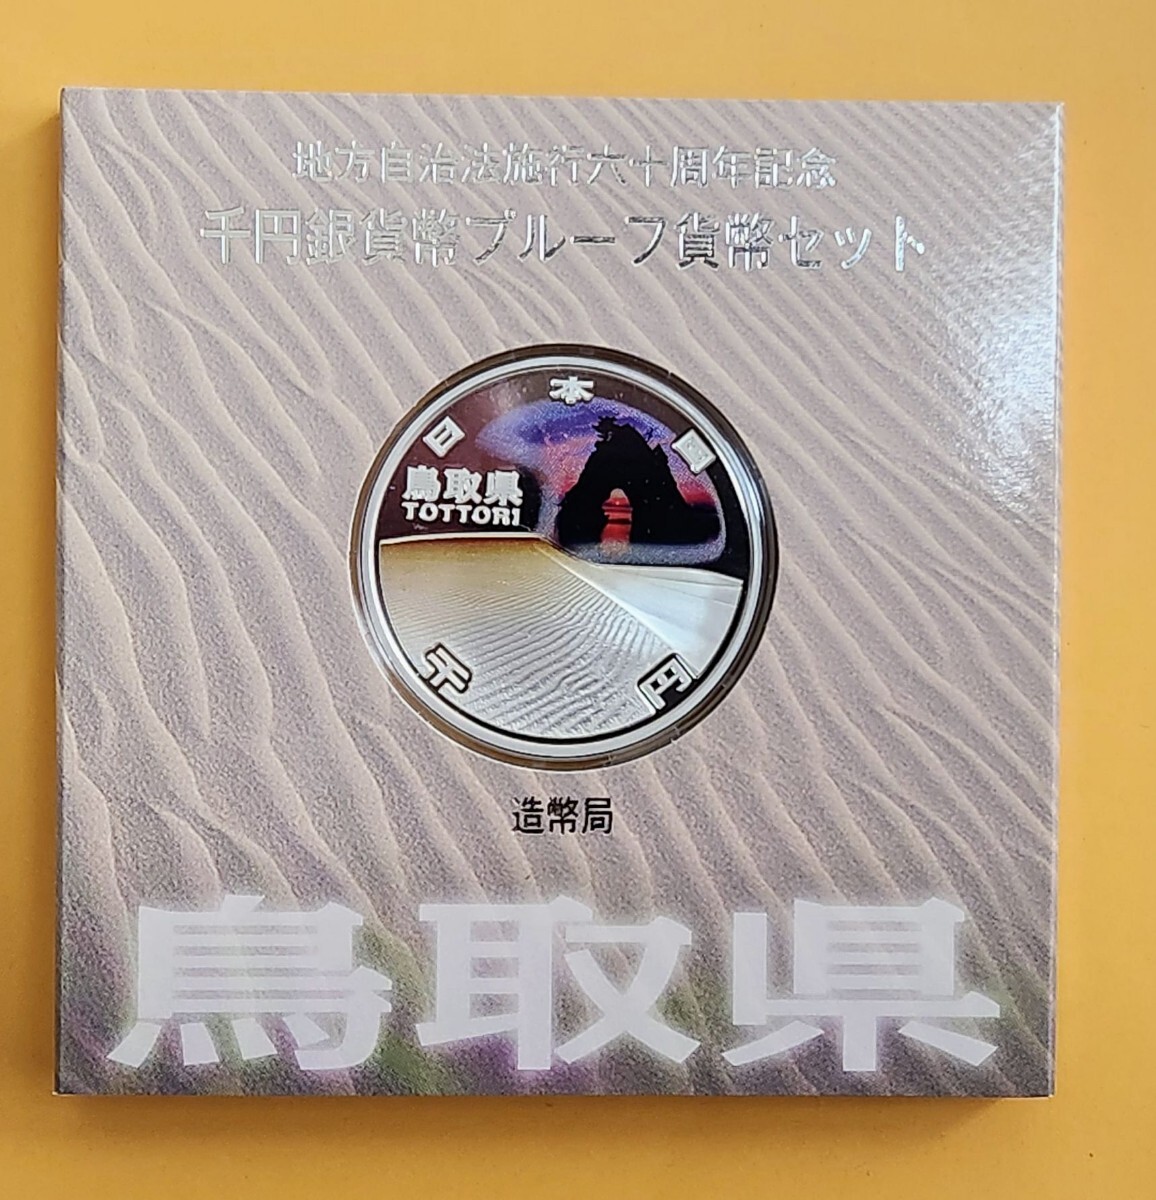 地方自治法施行六十周年記念
千円銀貨幣プルーフ貨幣セット
日本国
鳥取県
TOTTORI
千円
造幣局
鳥取県